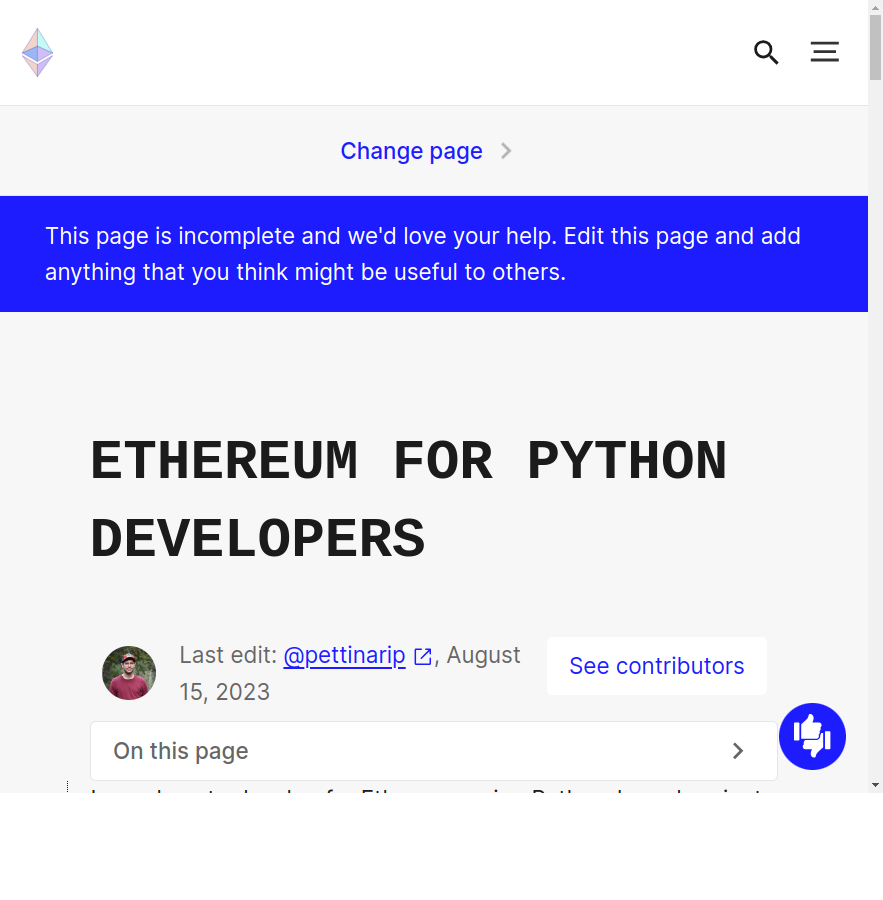 Change page
This page is incomplete and we'd love your help. Edit this page and add
anything that you think might be useful to others.
ETHEREUM FOR PYTHON
DEVELOPERS
Last edit: @pettinarip, August
15, 2023
See contributors
On this page